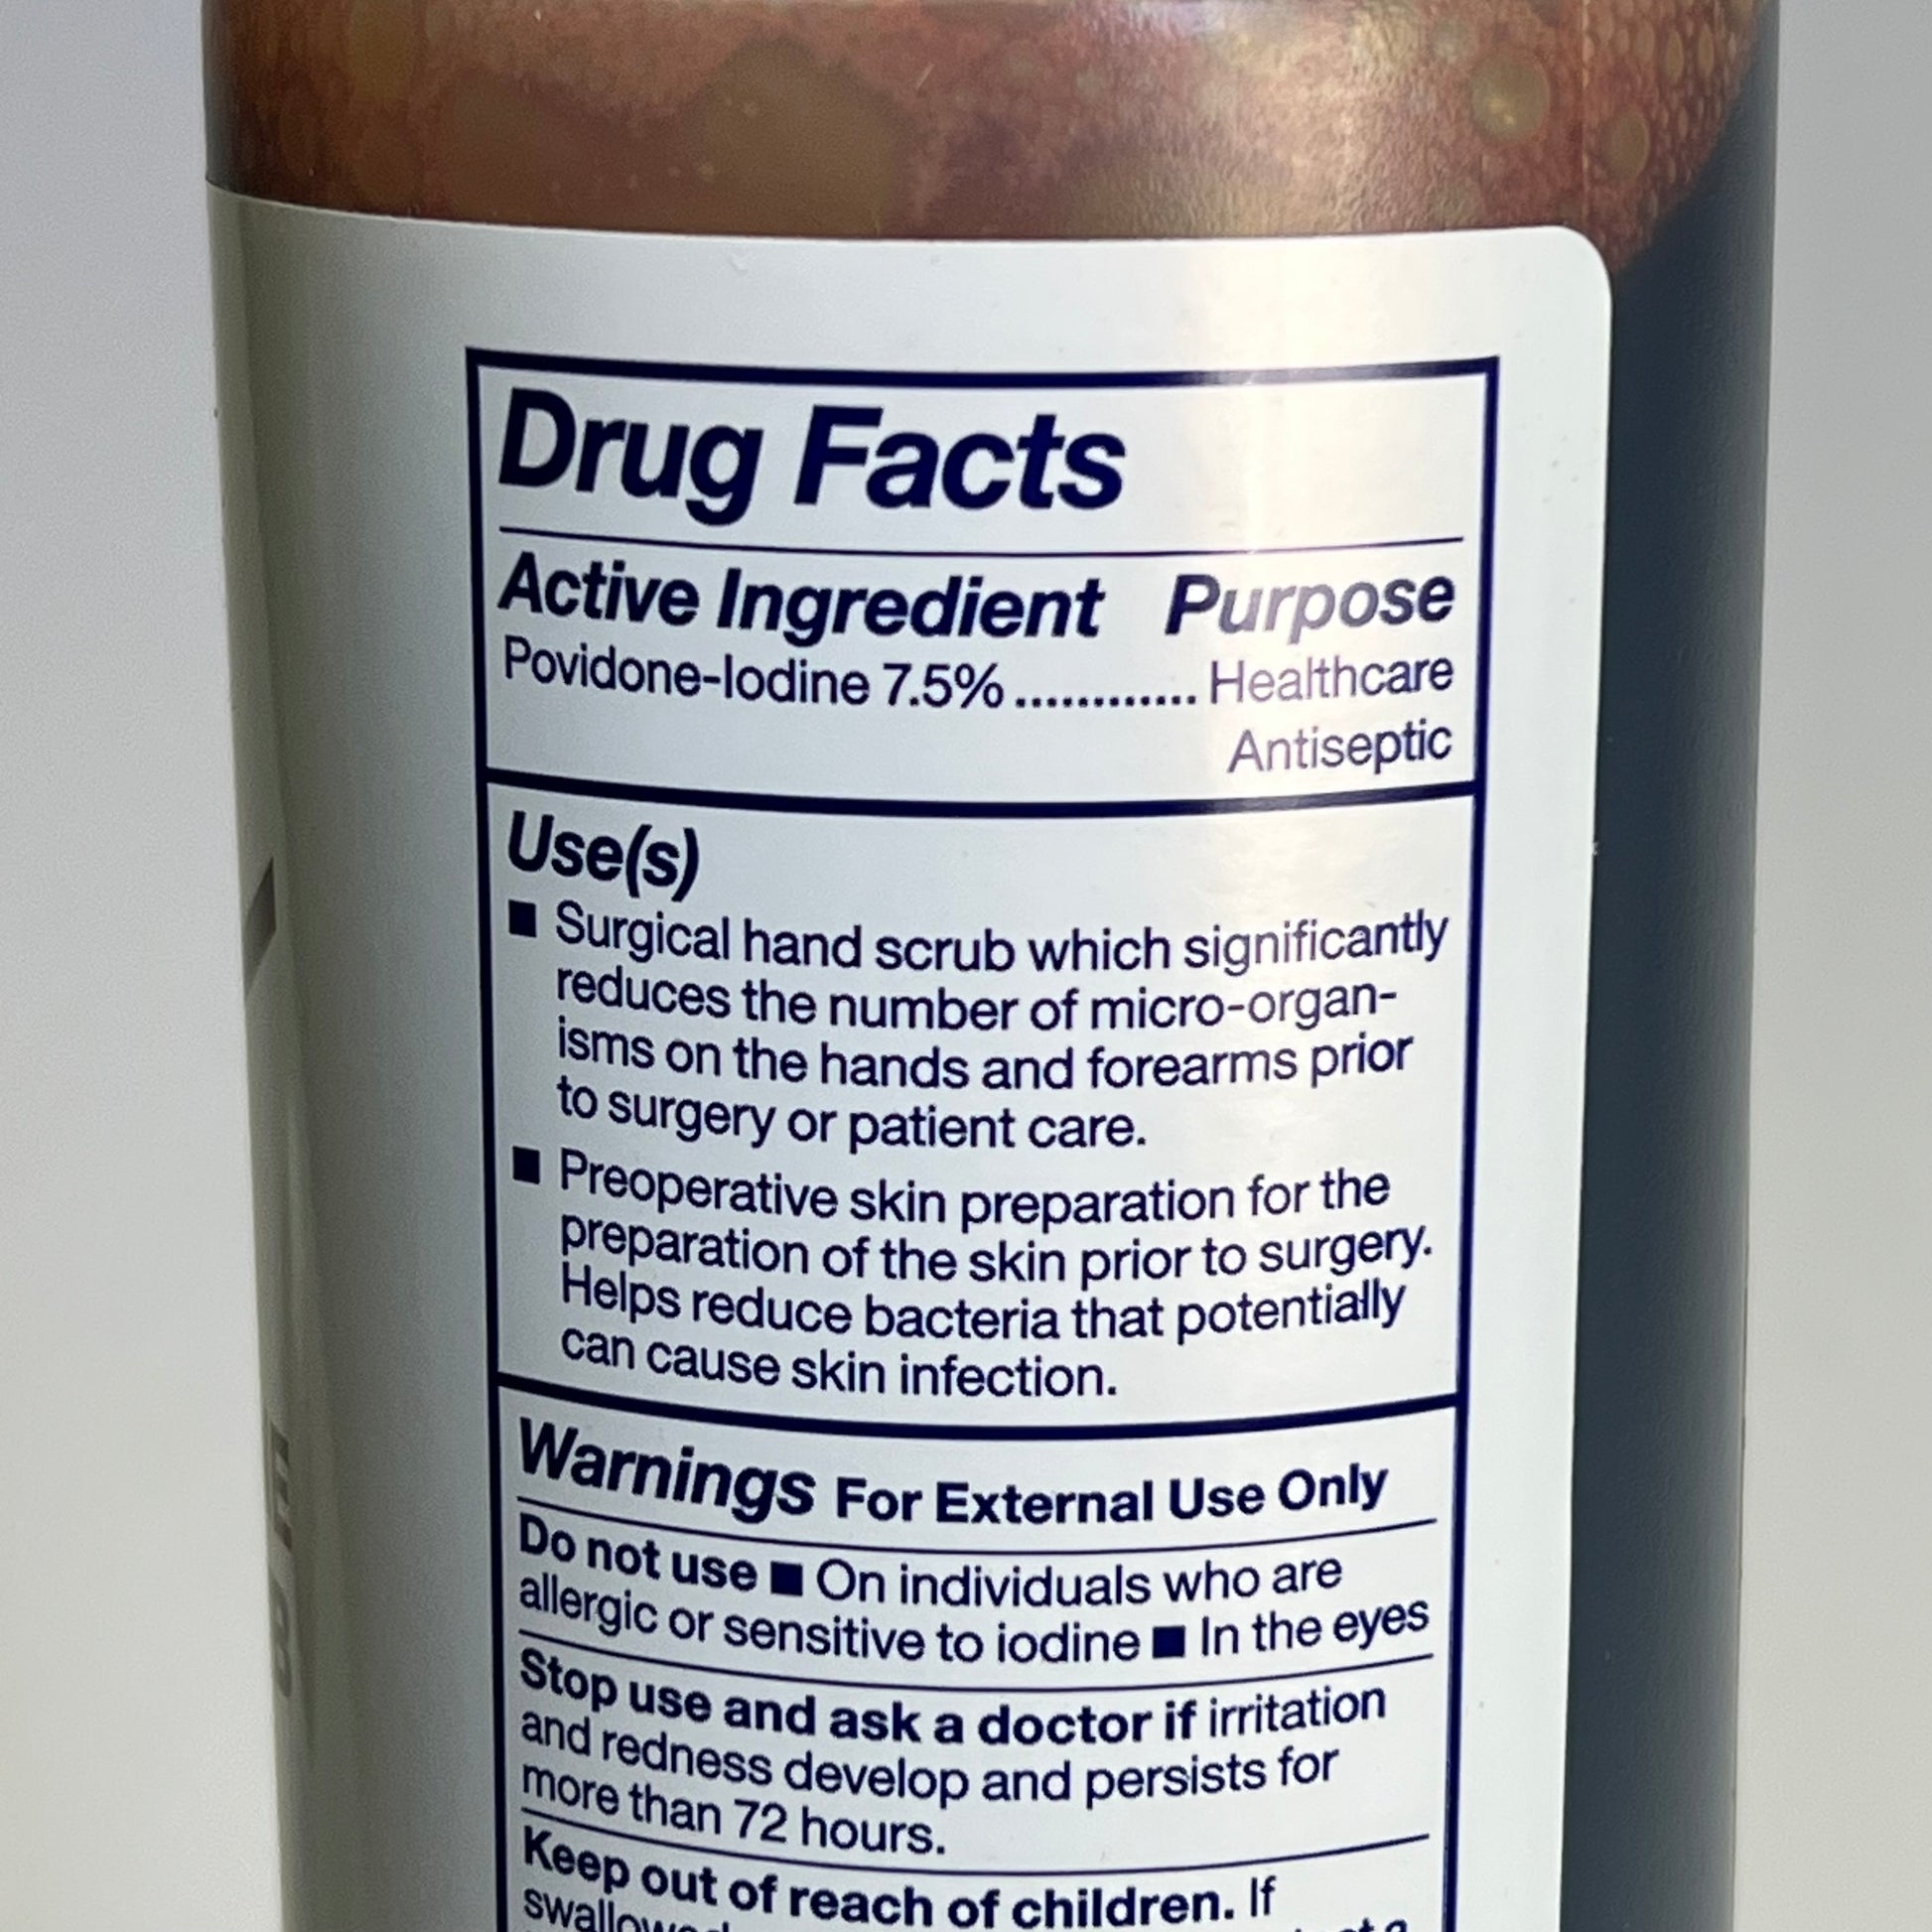 Drug Facts
Active Ingredient Purpose
Povidone-Iodine 7.5%............Healthcare
Antiseptic
Use(s)
■ Surgical hand scrub which significantly
reduces the number of micro-organ-
isms on the hands and forearms prior
to surgery or patient care.
■ Preoperative skin preparation for the
preparation of the skin prior to surgery.
Helps reduce bacteria that potentially
can cause skin infection.
Warnings For External Use Only
Do not use ■ On individuals who are
allergic or sensitive to iodine ■ In the eyes
Stop use and ask a doctor if irritation
and redness develop and persists for
more than 72 hours.
Keep out of reach of children. If